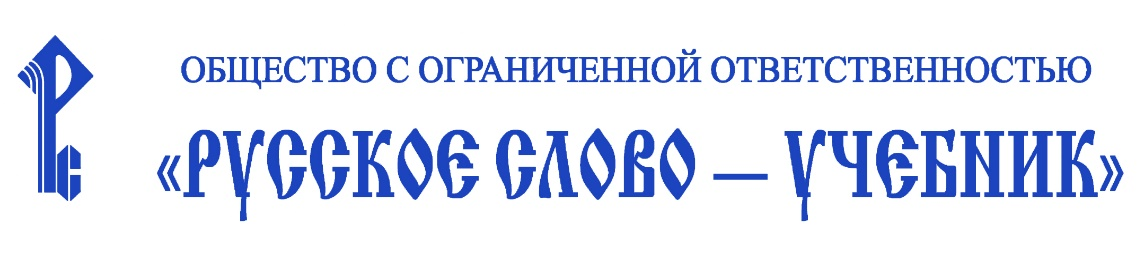 ОБЩЕСТВО С ОГРАНИЧЕННОЙ ОТВЕТСТВЕННОСТЬЮ
«РУССКОЕ СЛОВО — УЧЕБНИК»